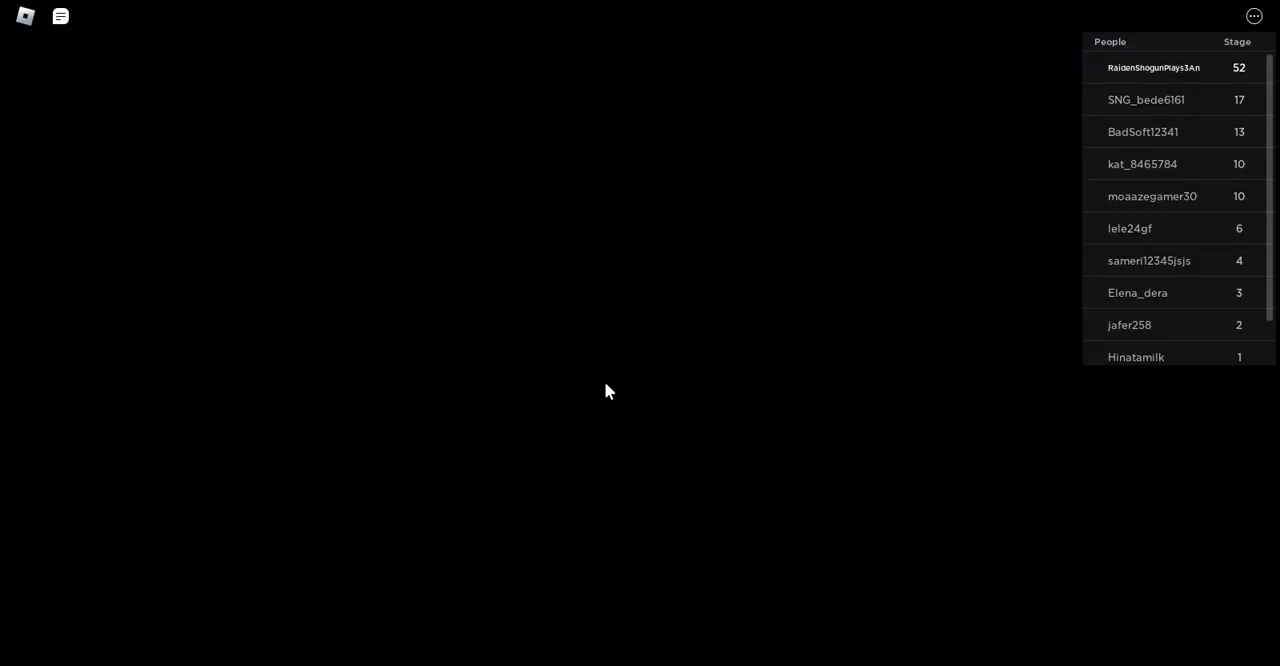 People Stage
RaidenShogunPlays3An 52
SNG_bede6161 17
BadSoft12341 13
kat_8465784 10
moaazegamer30 10
lele24gf 6
sameri12345jsjs 4
Elena_dera 3
jafer258 2
Hinatamilk 1